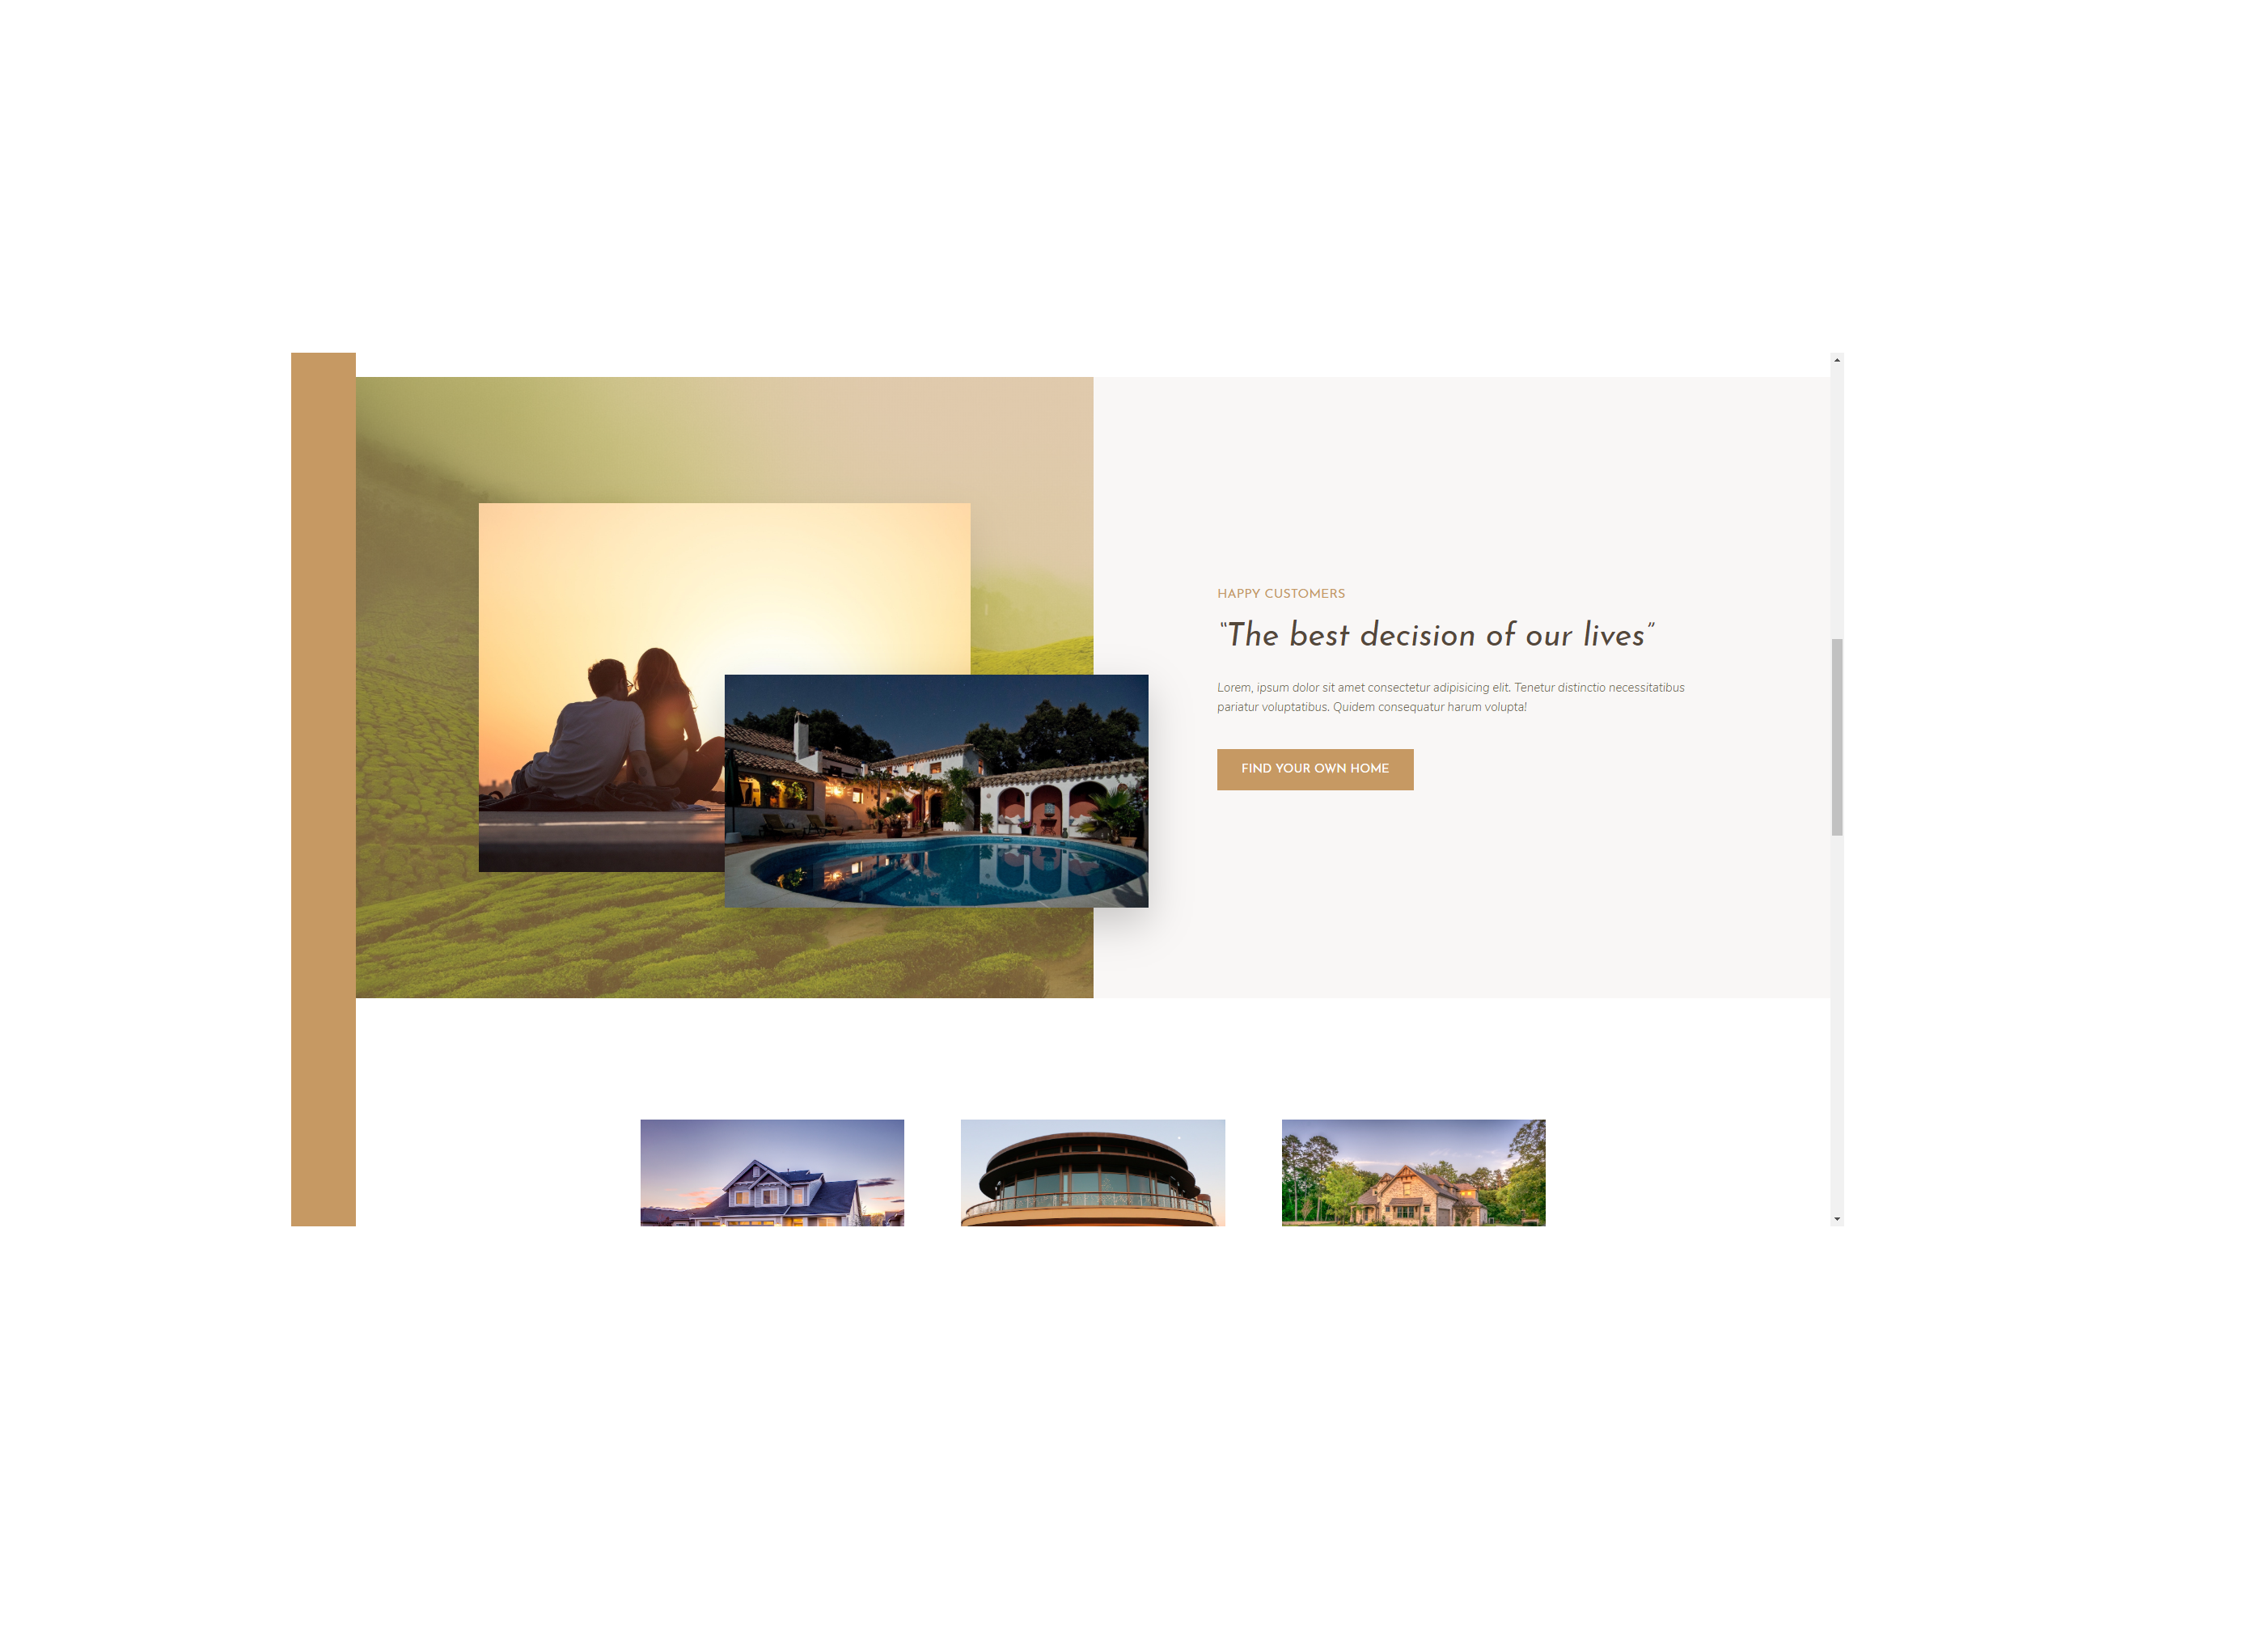 HAPPY CUSTOMERS
“The best decision of our lives”
Lorem, ipsum dolor sit amet consectetur adipisicing elit. Tenetur distinctio necessitatibus
pariatur voluptatibus. Quidem consequatur harum volupta!
FIND YOUR OWN HOME